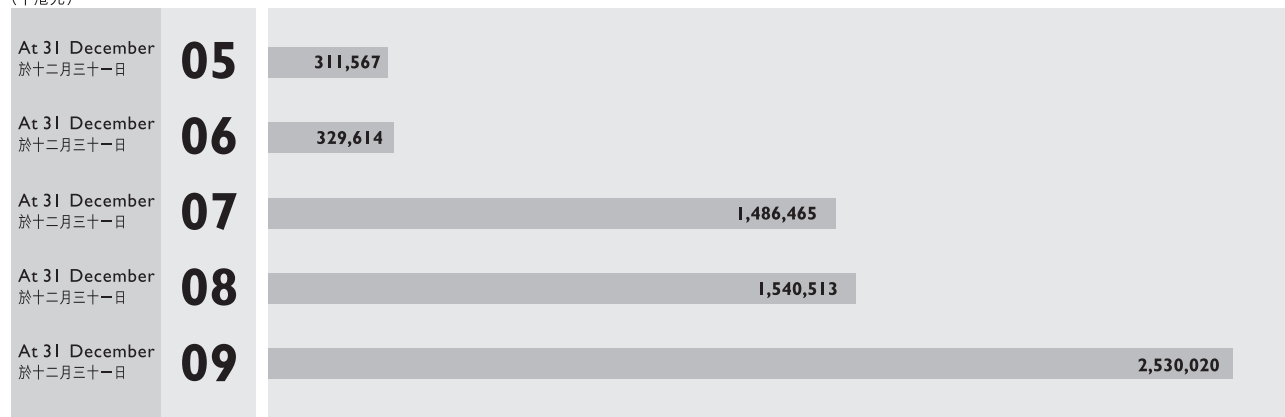 At 31 December
於十二月三十一日
05
311,567
At 31 December
於十二月三十一日
06
329,614
At 31 December
於十二月三十一日
07
1,486,465
At 31 December
於十二月三十一日
08
1,540,513
At 31 December
於十二月三十一日
09
2,530,020